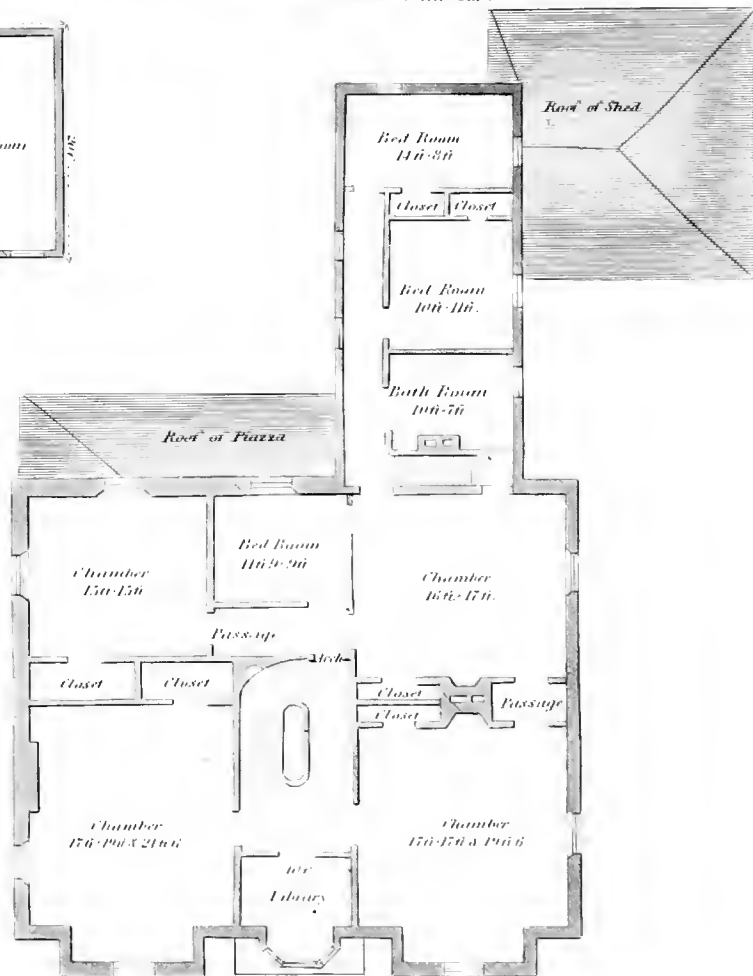 Roof of Shed
Bed Room
14ft·8ft
Closet Closet
Bed Room
10ft·11ft.
Bath Room
10ft·7ft
Roof of Piazza
Bed Room
11ft9·9ft
Chamber
15ft·15ft
Chamber
16ft·17ft.
Passage
Arch
Closet
Closet
Closet
Closet
Passage
Chamber
Chamber
Library